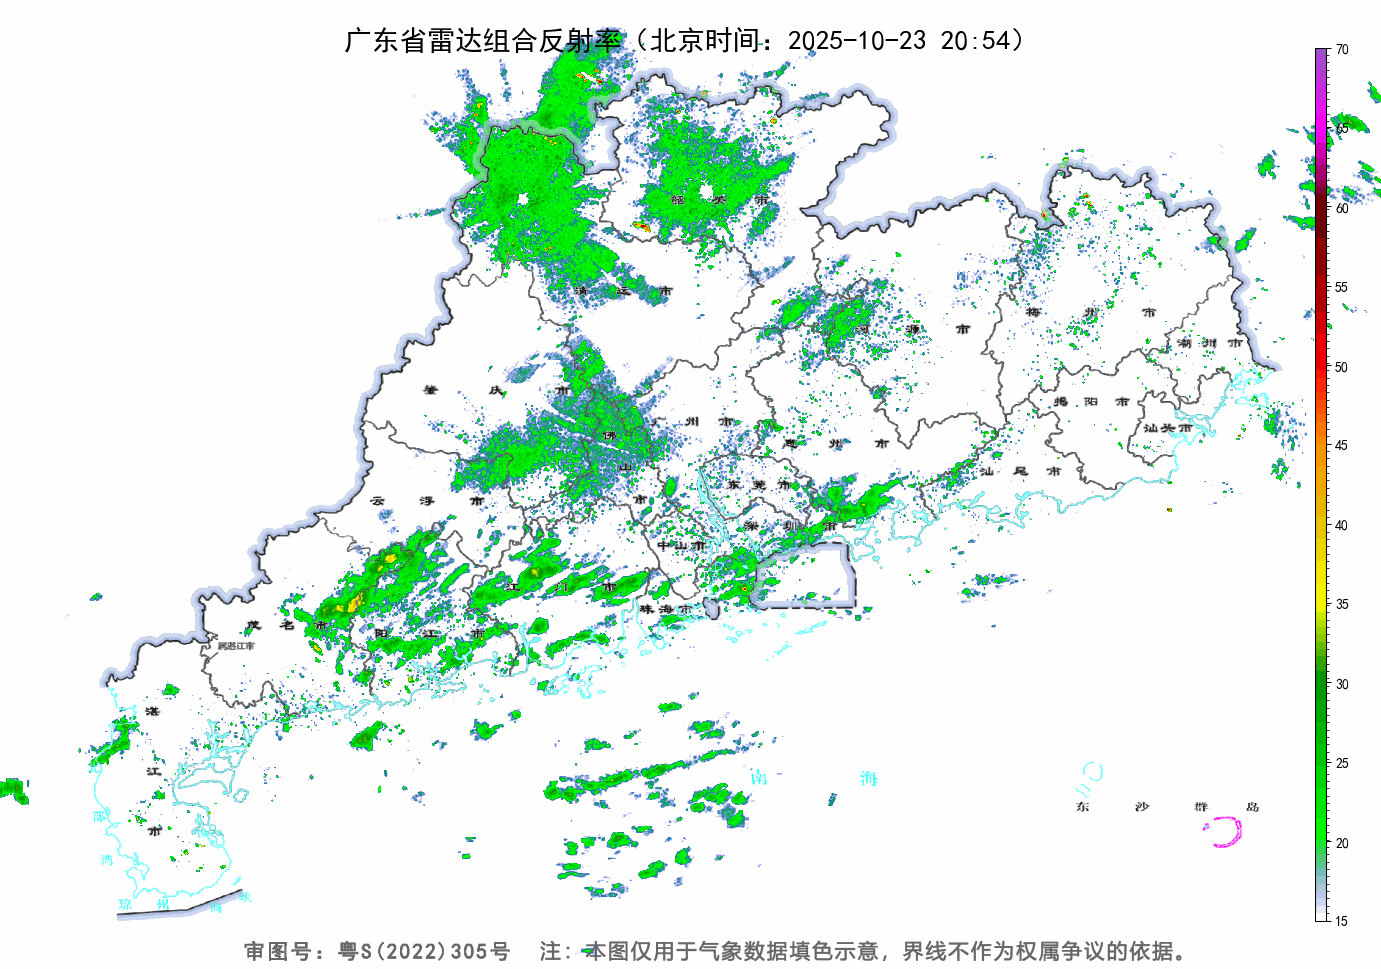 广东省雷达组合反射率（北京时间：2025-10-23 20:54）
70
65
60
55
50
45
40
35
30
25
20
15
韶 关 市
清 远 市
河 源 市
梅 州 市
潮 州 市
肇 庆 市
广 州 市
佛 山 市
惠 州 市
揭 阳 市
汕头市
汕 尾 市
东 莞 市
云 浮 市
深 圳 市
中山市
江 门 市
珠海市
茂 名 市
阳 江 市
属湛江市
湛 江 市
南 海
东 沙 群 岛
湾
琼 州 海 峡
审图号：粤S(2022)305号 注：本图仅用于气象数据填色示意，界线不作为权属争议的依据。